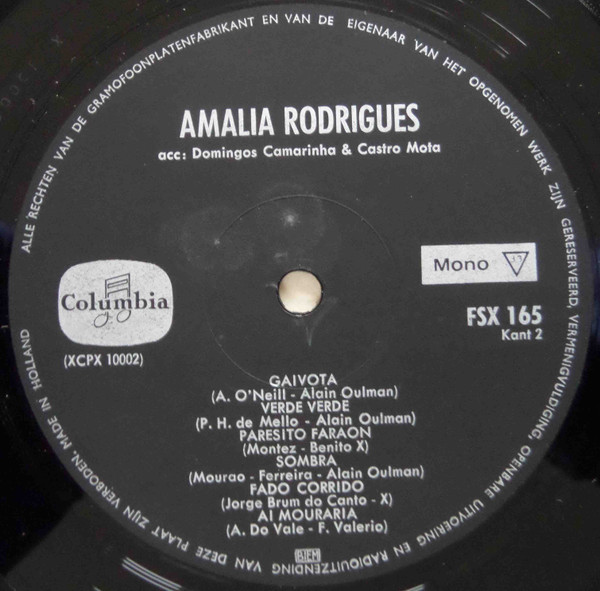 ALLE RECHTEN VAN DE GRAMOFOONPLATENFABRIKANT EN VAN DE EIGENAAR VAN HET OPGENOMEN WERK ZIJN GERESERVEERD, VERMENIGVULDIGING, OPENBARE UITVOERING EN RADIOUITZENDING VAN DEZE PLAAT ZIJN VERBODEN. MADE IN HOLLAND
AMALIA RODRIGUES
acc: Domingos Camarinha & Castro Mota
Columbia
(XCPX 10002)
Mono
FSX 165
Kant 2
GAIVOTA
(A. O'Neill - Alain Oulman)
VERDE VERDE
(P. H. de Mello - Alain Oulman)
PARESITO FARAON
(Montez - Benito X)
SOMBRA
(Mourao - Ferreira - Alain Oulman)
FADO CORRIDO
(Jorge Brum do Canto - X)
AI MOURARIA
(A. Do Vale - F. Valerio)
BIEM